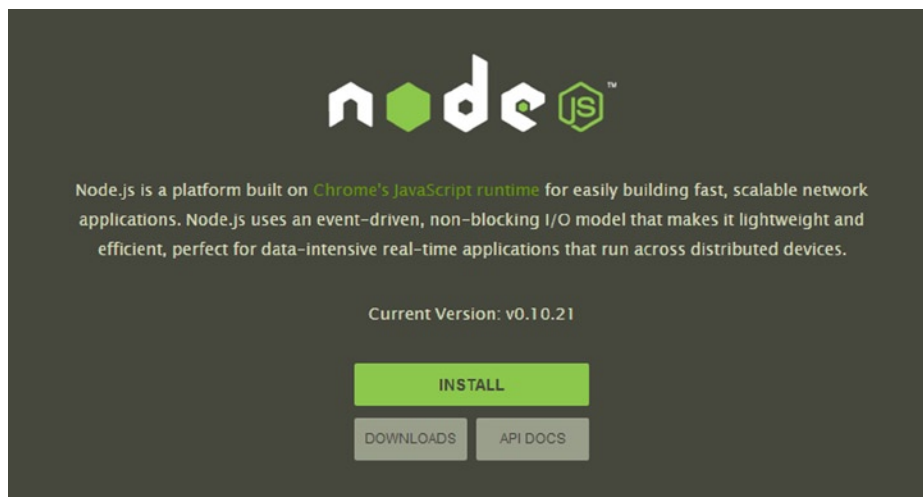 node JS™
Node.js is a platform built on Chrome's JavaScript runtime for easily building fast, scalable network
applications. Node.js uses an event-driven, non-blocking I/O model that makes it lightweight and
efficient, perfect for data-intensive real-time applications that run across distributed devices.
Current Version: v0.10.21
INSTALL
DOWNLOADS API DOCS